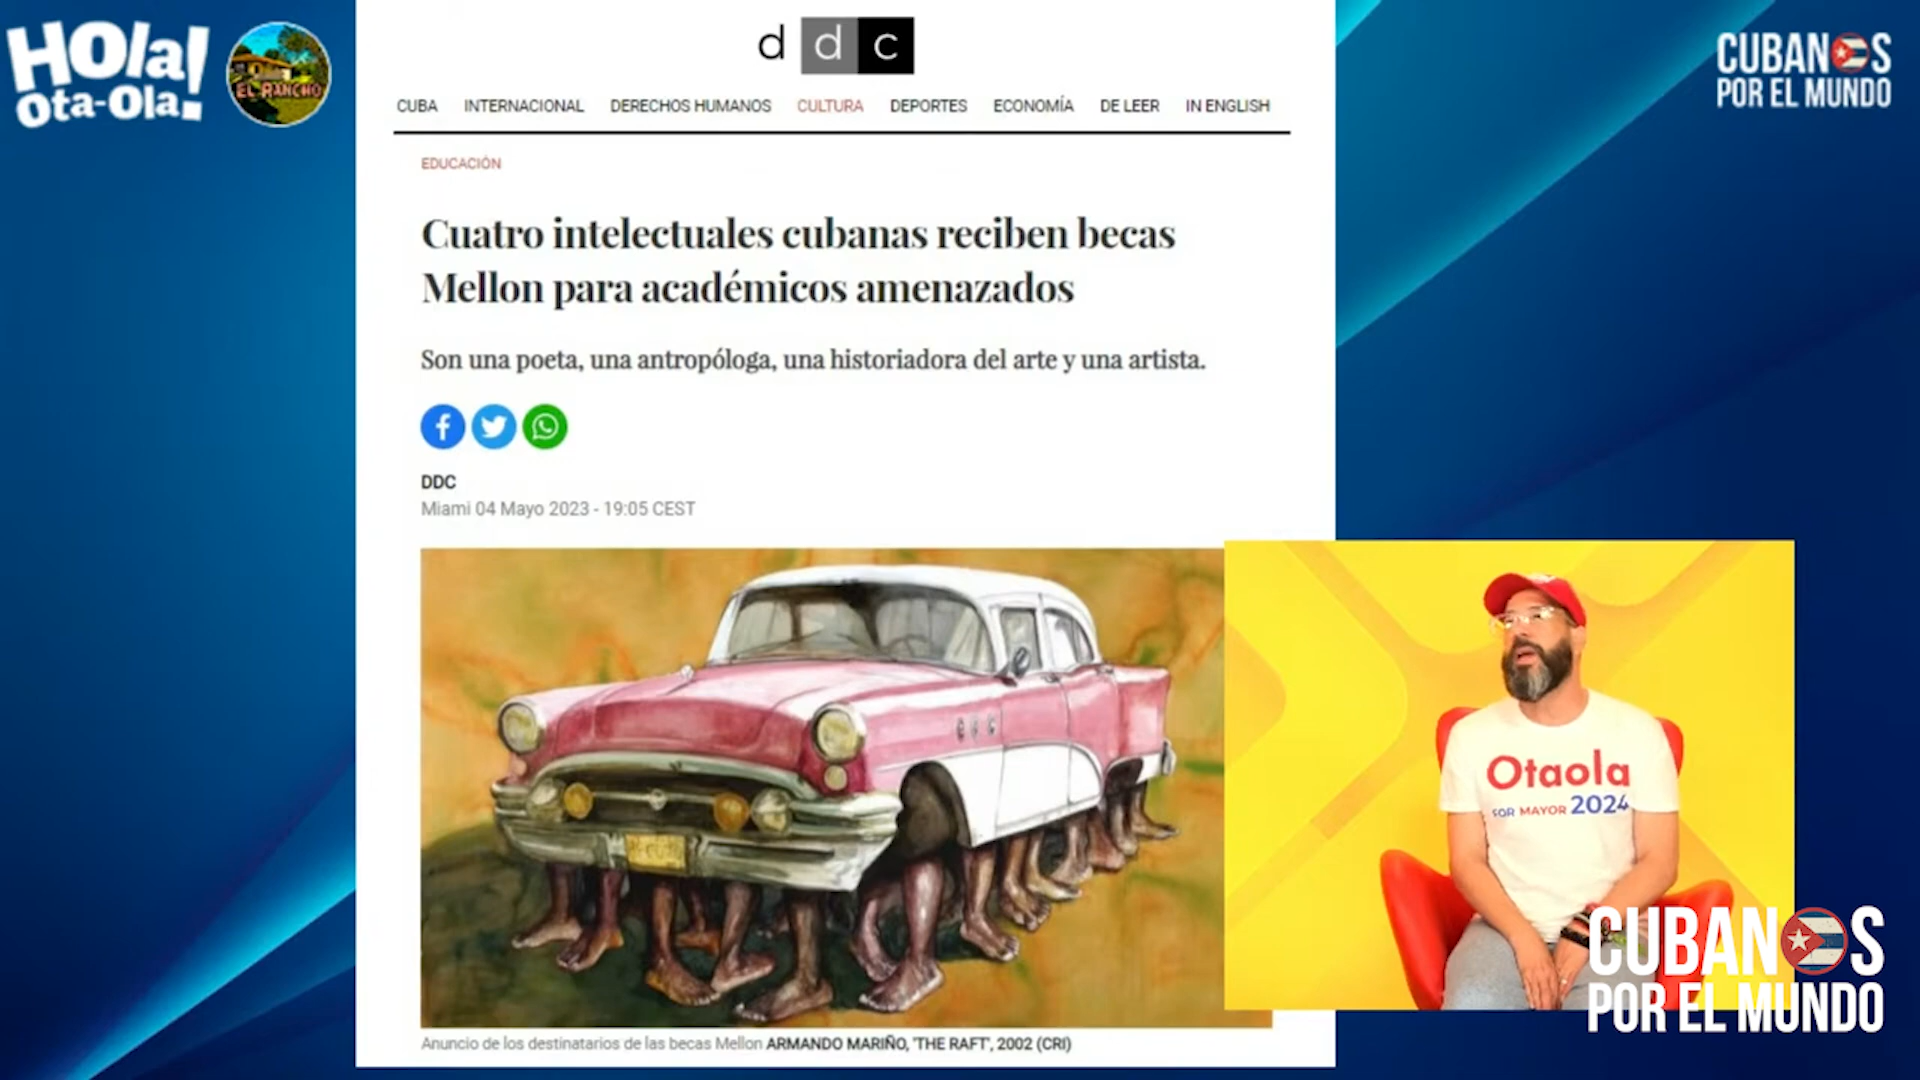 HOla!
Ota-Ola!
EL RANCHO
d d c
CUBANOS
POR EL MUNDO
CUBA INTERNACIONAL DERECHOS HUMANOS CULTURA DEPORTES ECONOMÍA DE LEER IN ENGLISH
EDUCACIÓN
Cuatro intelectuales cubanas reciben becas
Mellon para académicos amenazados
Son una poeta, una antropóloga, una historiadora del arte y una artista.
DDC
Miami 04 Mayo 2023 - 19:05 CEST
Otaola
FOR MAYOR 2024
CUBANOS
POR EL MUNDO
Anuncio de los destinatarios de las becas Mellon ARMANDO MARIÑO, 'THE RAFT', 2002 (CRI)